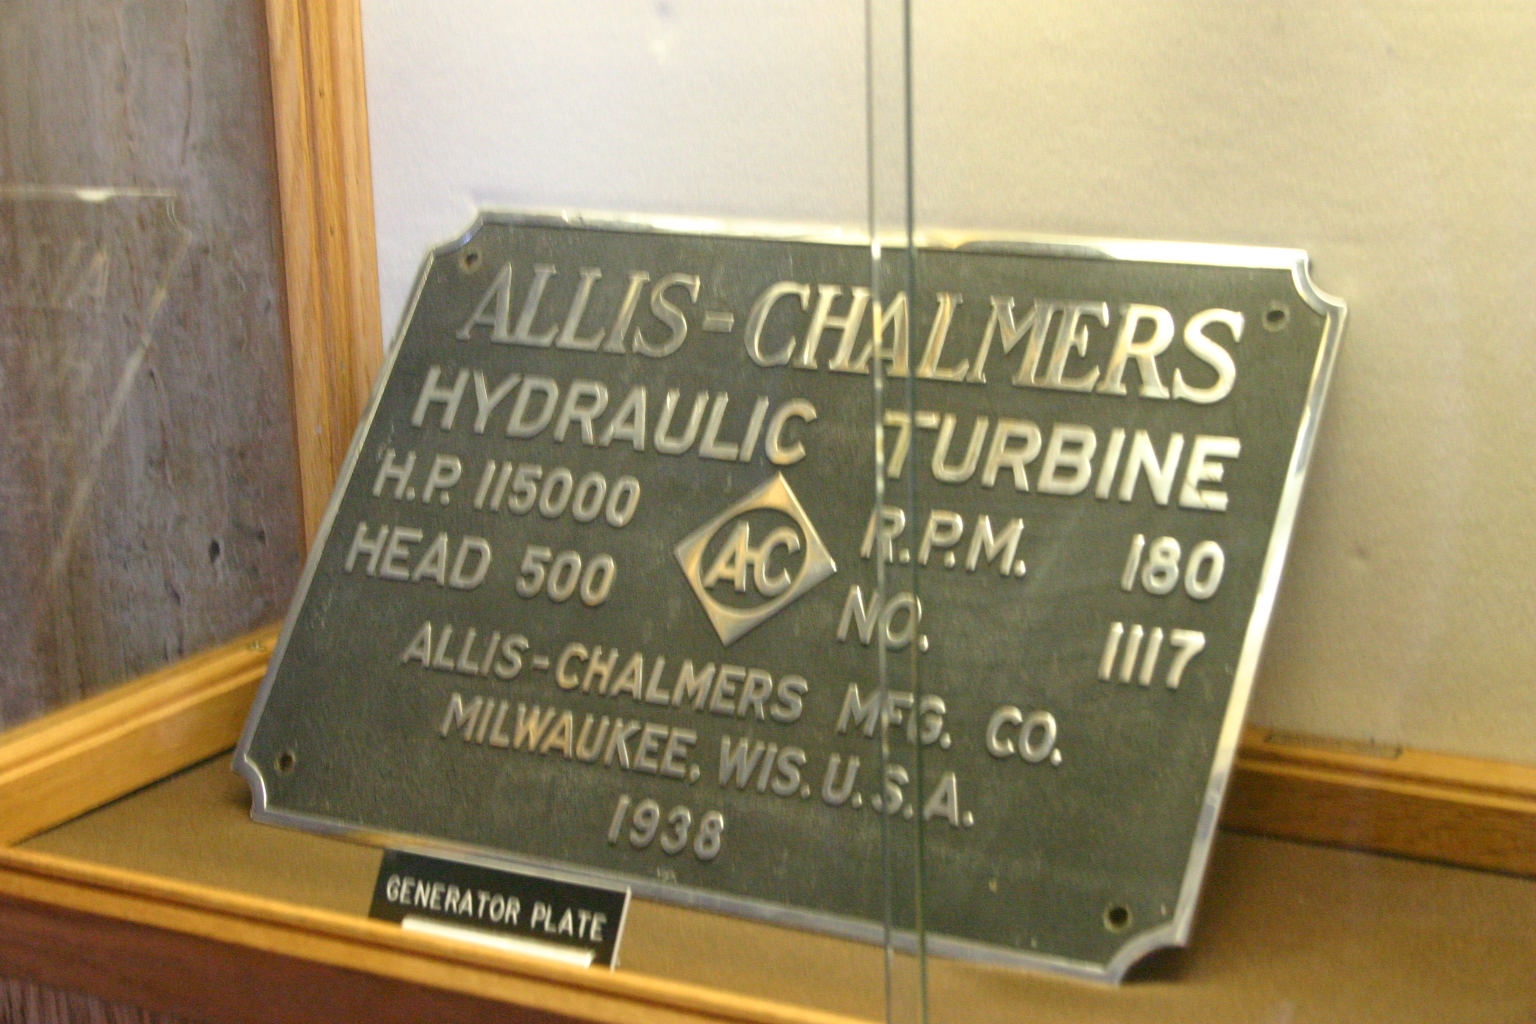 ALLIS-CHALMERS
HYDRAULIC TURBINE
H.P. 115000
HEAD 500
A-C
R.P.M. 180
NO. 1117
ALLIS-CHALMERS MFG. CO.
MILWAUKEE, WIS. U.S.A.
1938
GENERATOR PLATE